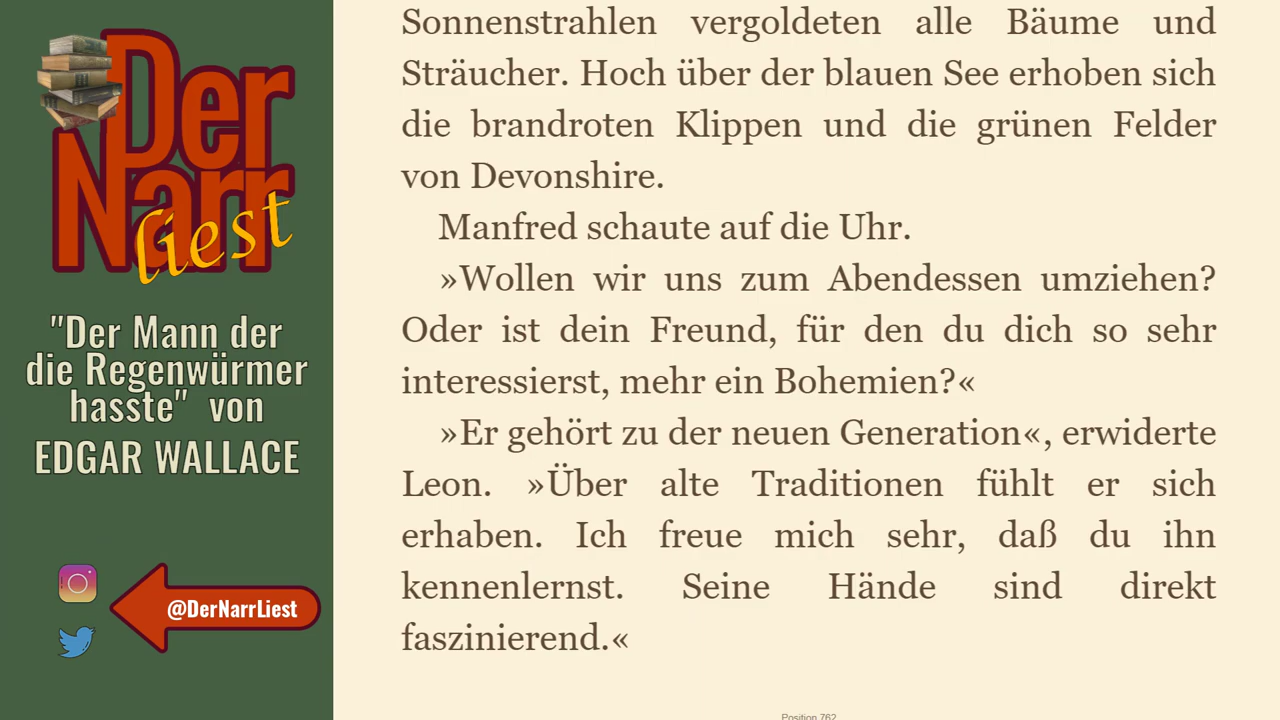 Der
Narr
liest
"Der Mann der
die Regenwürmer
hasste" von
EDGAR WALLACE
@DerNarrLiest
Sonnenstrahlen vergoldeten alle Bäume und
Sträucher. Hoch über der blauen See erhoben sich
die brandroten Klippen und die grünen Felder
von Devonshire.
Manfred schaute auf die Uhr.
»Wollen wir uns zum Abendessen umziehen?
Oder ist dein Freund, für den du dich so sehr
interessierst, mehr ein Bohemien?«
»Er gehört zu der neuen Generation«, erwiderte
Leon. »Über alte Traditionen fühlt er sich
erhaben. Ich freue mich sehr, daß du ihn
kennenlernst. Seine Hände sind direkt
faszinierend.«
Position 762